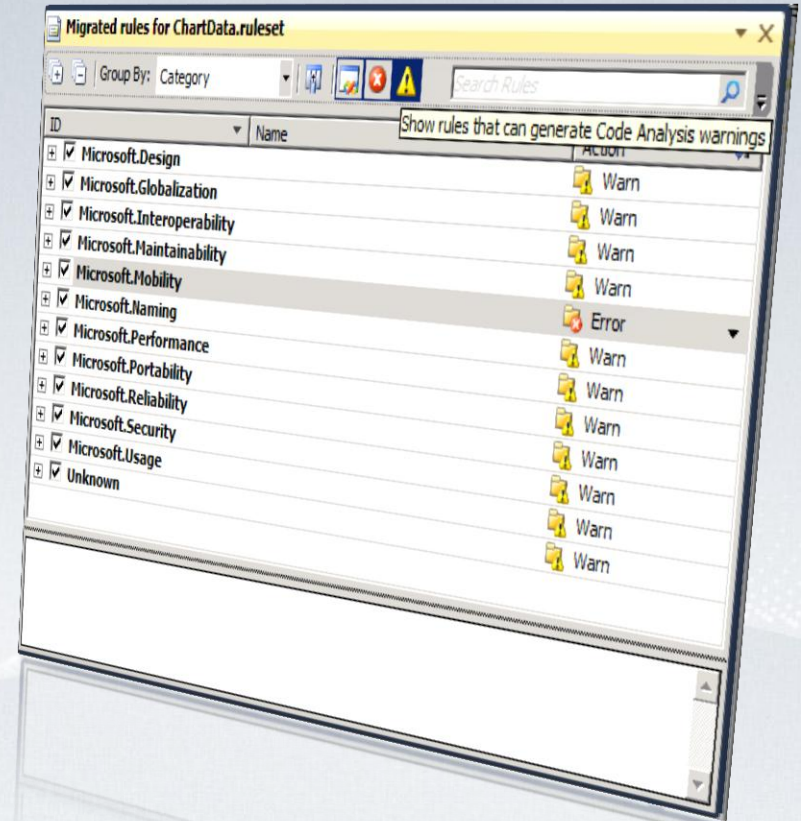 Migrated rules for ChartData.ruleset
Group By: Category Search Rules
Show rules that can generate Code Analysis warnings
ID Name Action
Microsoft.Design Warn
Microsoft.Globalization Warn
Microsoft.Interoperability Warn
Microsoft.Maintainability Warn
Microsoft.Mobility Error
Microsoft.Naming Warn
Microsoft.Performance Warn
Microsoft.Portability Warn
Microsoft.Reliability Warn
Microsoft.Security Warn
Microsoft.Usage Warn
Unknown Warn